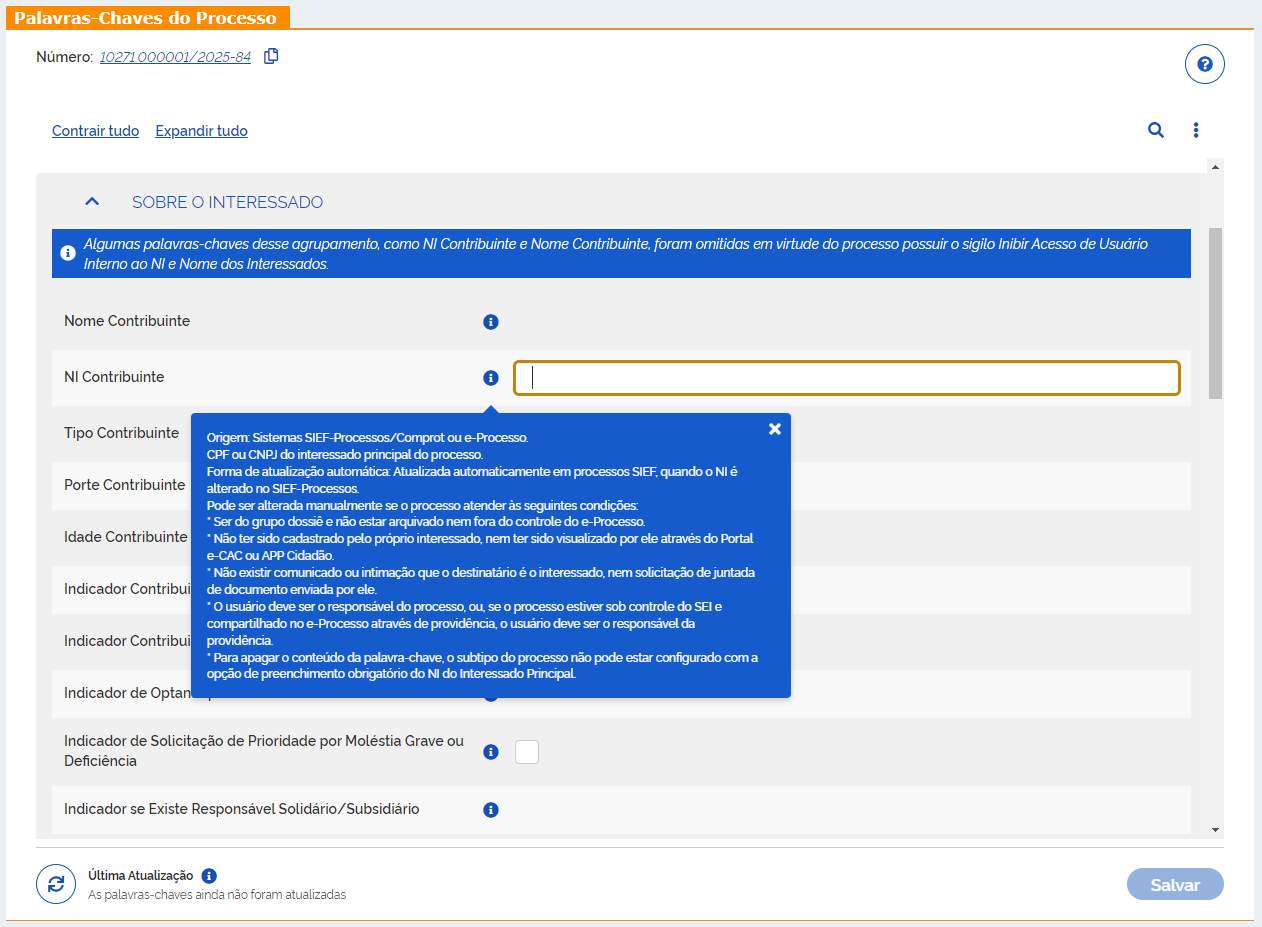 Palavras-Chaves do Processo
Número: 10271.000001/2025-84
Contrair tudo Expandir tudo
SOBRE O INTERESSADO
Algumas palavras-chaves desse agrupamento, como NI Contribuinte e Nome Contribuinte, foram omitidas em virtude do processo possuir o sigilo Inibir Acesso de Usuário
Interno ao NI e Nome dos Interessados.
Nome Contribuinte
NI Contribuinte
Tipo Contribuinte
Porte Contribuinte
Idade Contribuinte
Indicador
Indicador
Indicador de
Origem: Sistemas SIEF-Processos/Comprot ou e-Processo.
CPF ou CNPJ do interessado principal do processo.
Forma de atualização automática: Atualizada automaticamente em processos SIEF, quando o NI é
alterado no SIEF-Processos.
Pode ser alterada manualmente se o processo atender às seguintes condições:
* Ser do grupo dossiê e não estar arquivado nem fora do controle do e-Processo.
* Não ter sido cadastrado pelo próprio interessado, nem ter sido visualizado por ele através do Portal
e-CAC ou APP Cidadão.
* Não existir comunicado ou intimação que o destinatário é o interessado, nem solicitação de juntada
de documento enviada por ele.
* O usuário deve ser o responsável do processo, ou, se o processo estiver sob controle do SEI e
compartilhado no e-Processo através de providência, o usuário deve ser o responsável da
providência.
* Para apagar o conteúdo da palavra-chave, o subtipo do processo não pode estar configurado com a
opção de preenchimento obrigatório do NI do Interessado Principal.
Indicador de Solicitação de Prioridade por Moléstia Grave ou
Deficiência
Indicador se Existe Responsável Solidário/Subsidiário
Última Atualização
As palavras-chaves ainda não foram atualizadas
Salvar